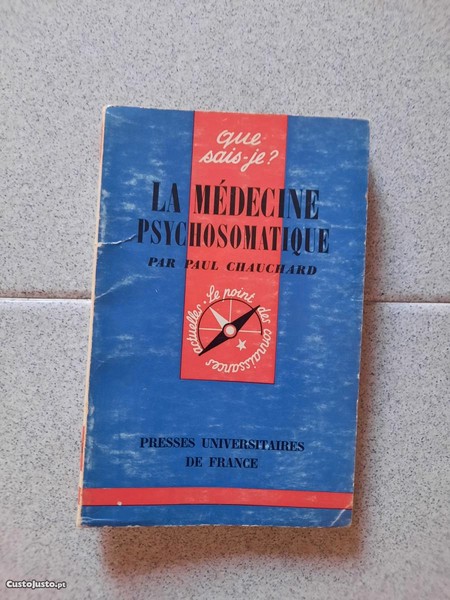 que
sais-je?
LA MÉDECINE
PSYCHOSOMATIQUE
PAR PAUL CHAUCHARD
Le point des connaissances actuelles
PRESSES UNIVERSITAIRES
DE FRANCE
CustoJusto.pt